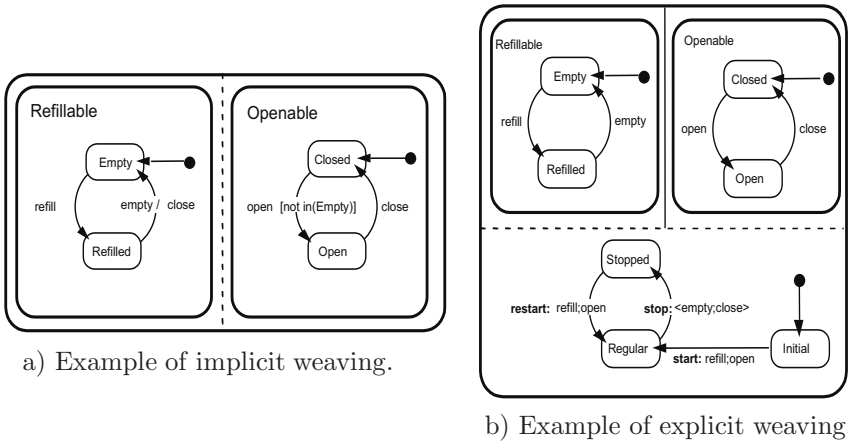 Refillable
Openable
Empty
Closed
refill
empty / close
open [not in(Empty)]
close
Refilled
Open
a) Example of implicit weaving.
Refillable
Openable
Empty
Closed
refill
empty
open
close
Refilled
Open
Stopped
restart: refill;open
stop: <empty;close>
Regular
Initial
start: refill;open
b) Example of explicit weaving